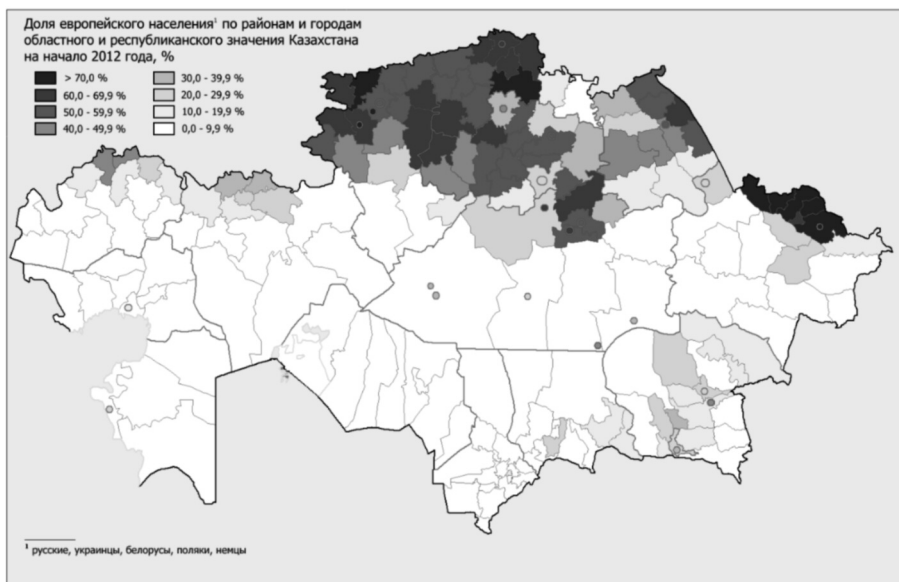 Доля европейского населения¹ по районам и городам
областного и республиканского значения Казахстана
на начало 2012 года, %
> 70,0 %
60,0 - 69,9 %
50,0 - 59,9 %
40,0 - 49,9 %
30,0 - 39,9 %
20,0 - 29,9 %
10,0 - 19,9 %
0,0 - 9,9 %
¹ русские, украинцы, белорусы, поляки, немцы